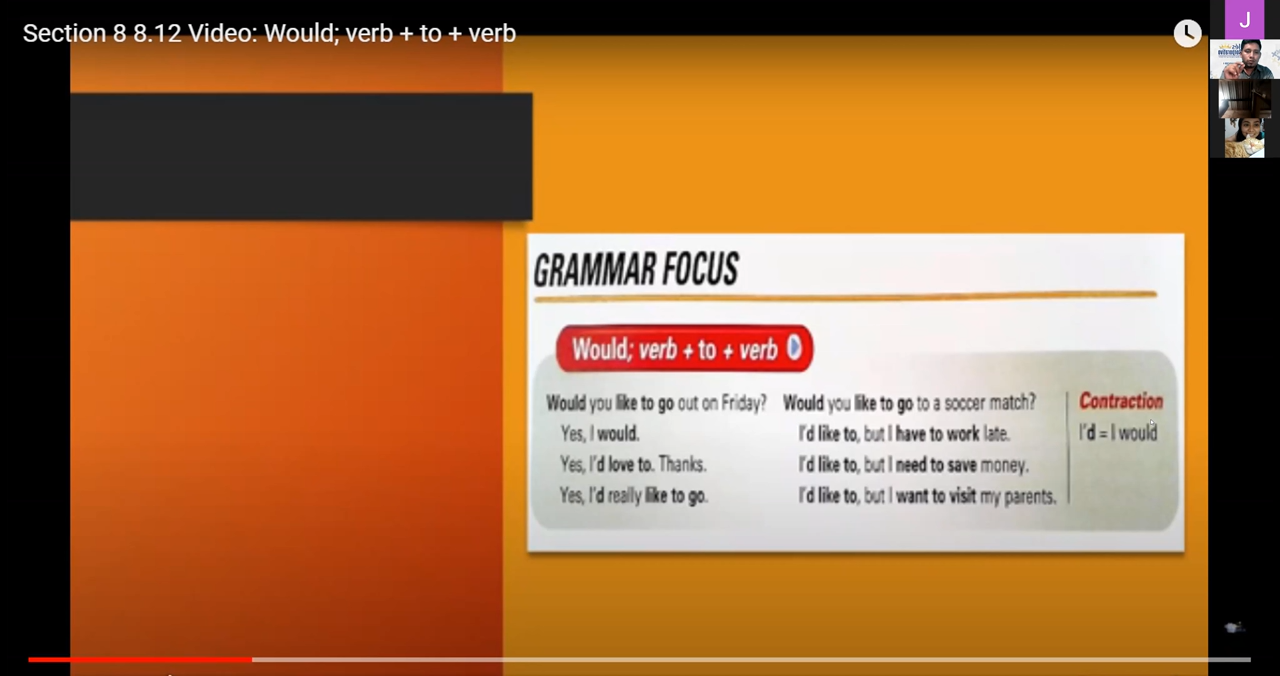 Section 8 8.12 Video: Would; verb + to + verb
J
GRAMMAR FOCUS
Would; verb + to + verb
Would you like to go out on Friday?
Yes, I would.
Yes, I'd love to. Thanks.
Yes, I'd really like to go.
Would you like to go to a soccer match?
I'd like to, but I have to work late.
I'd like to, but I need to save money.
I'd like to, but I want to visit my parents.
Contraction
I'd = I would